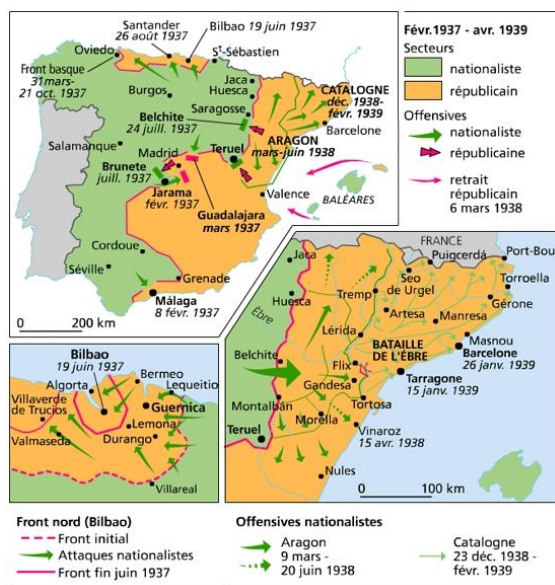 Févr.1937 - avr. 1939
Secteurs
nationaliste
républicain
Offensives
nationaliste
républicaine
retrait
républicain
6 mars 1938
Santander
26 août 1937
Bilbao 19 juin 1937
Oviedo
St-Sébastien
Front basque
31mars-
21 oct. 1937
Burgos
Jaca
Huesca
CATALOGNE
déc. 1938-
févr. 1939
Saragosse
Belchite
24 juill. 1937
Barcelone
ARAGON
mars-juin 1938
Salamanque
Madrid
Teruel
Brunete
juill. 1937
Jarama
févr. 1937
Valence
BALÉARES
Guadalajara
mars 1937
Cordoue
Séville
Grenade
Málaga
8 févr. 1937
0 200 km
FRANCE
Jaca
Puigcerdá
Port-Bou
Seo
de Urgel
Torroella
Huesca
Tremp
Gérone
Èbre
Artesa
Manresa
Lérida
Masnou
BATAILLE
DE L'ÈBRE
Barcelone
26 janv. 1939
Belchite
Flix
Gandesa
Tarragone
15 janv. 1939
Montalbán
Tortosa
Morella
Teruel
Vinaroz
15 avr. 1938
Nules
0 100 km
Bilbao
19 juin 1937
Algorta
Bermeo
Lequeitio
Villaverde
de Trucios
Guernica
Lemona
Valmaseda
Durango
Villareal
Front nord (Bilbao)
Front initial
Attaques nationalistes
Front fin juin 1937
Offensives nationalistes
Aragon
9 mars -
20 juin 1938
Catalogne
23 déc. 1938 -
févr. 1939